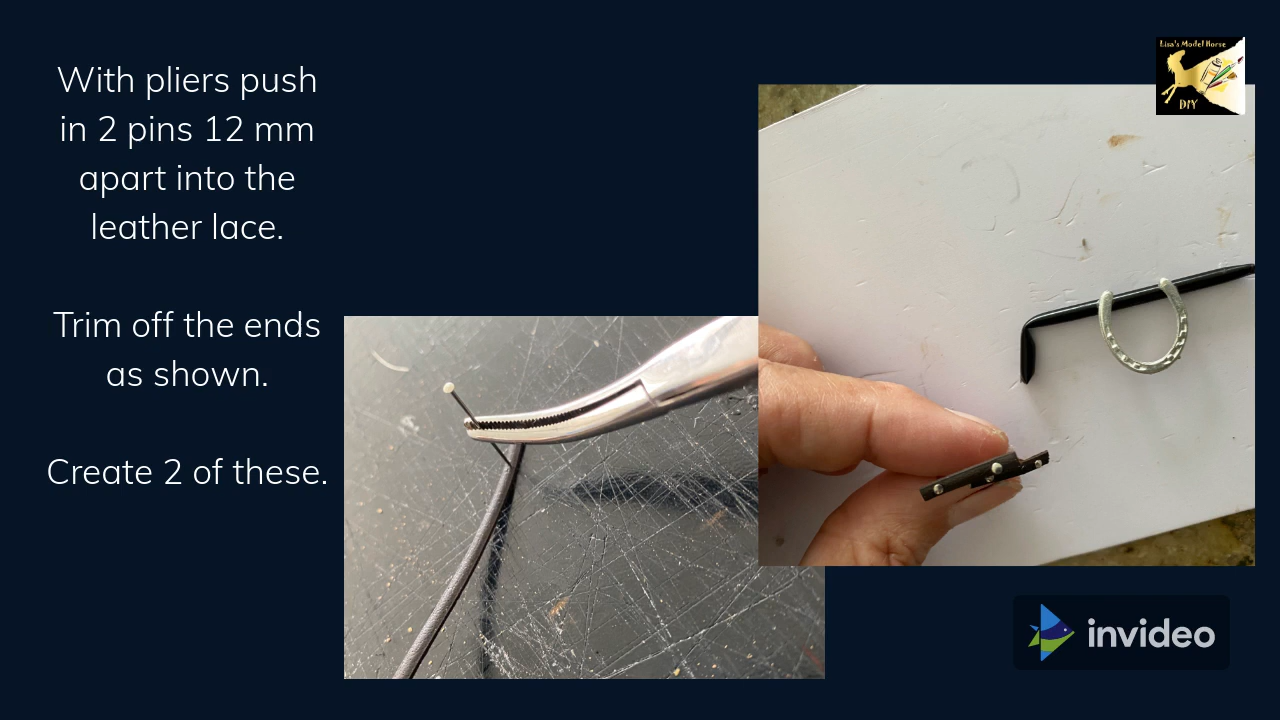 With pliers push
in 2 pins 12 mm
apart into the
leather lace.
Trim off the ends
as shown.
Create 2 of these.
Lisa's Model Horse
DIY
invideo